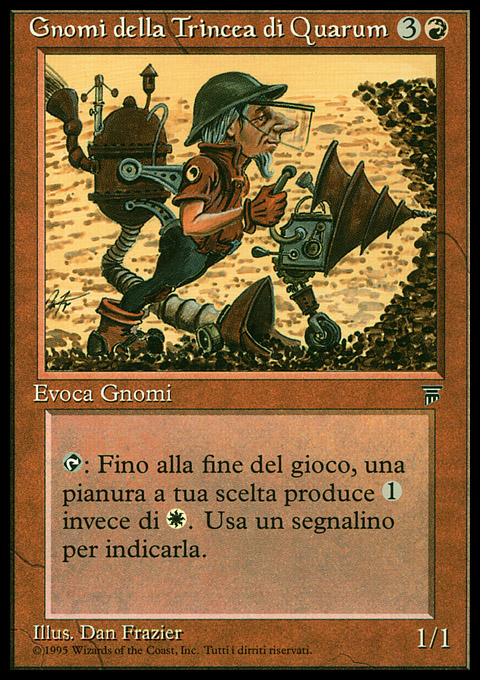 Gnomi della Trincea di Quarum 3
Evoca Gnomi
: Fino alla fine del gioco, una
pianura a tua scelta produce 1
invece di . Usa un segnalino
per indicarla.
Illus. Dan Frazier
1/1
©1995 Wizards of the Coast, Inc. Tutti i dirriti riservati.